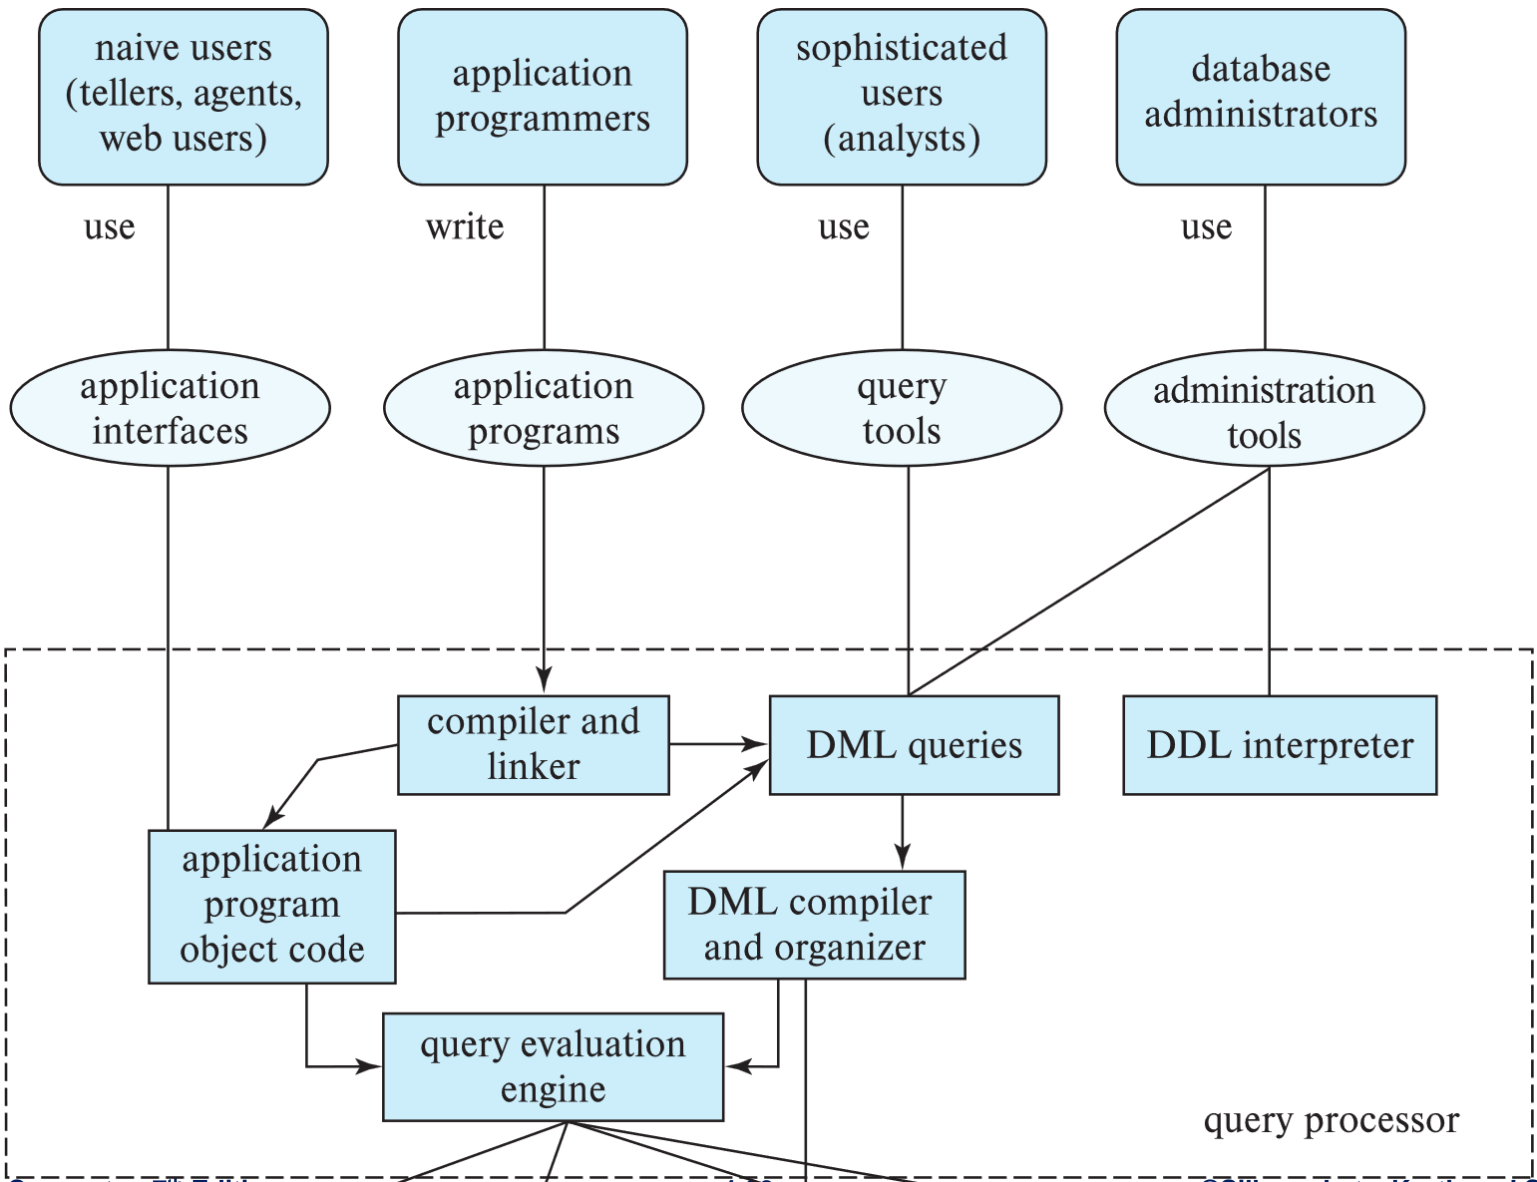 naive users
(tellers, agents,
web users)
application
programmers
sophisticated
users
(analysts)
database
administrators
use
write
use
use
application
interfaces
application
programs
query
tools
administration
tools
compiler and
linker
DML queries
DDL interpreter
application
program
object code
DML compiler
and organizer
query evaluation
engine
query processor